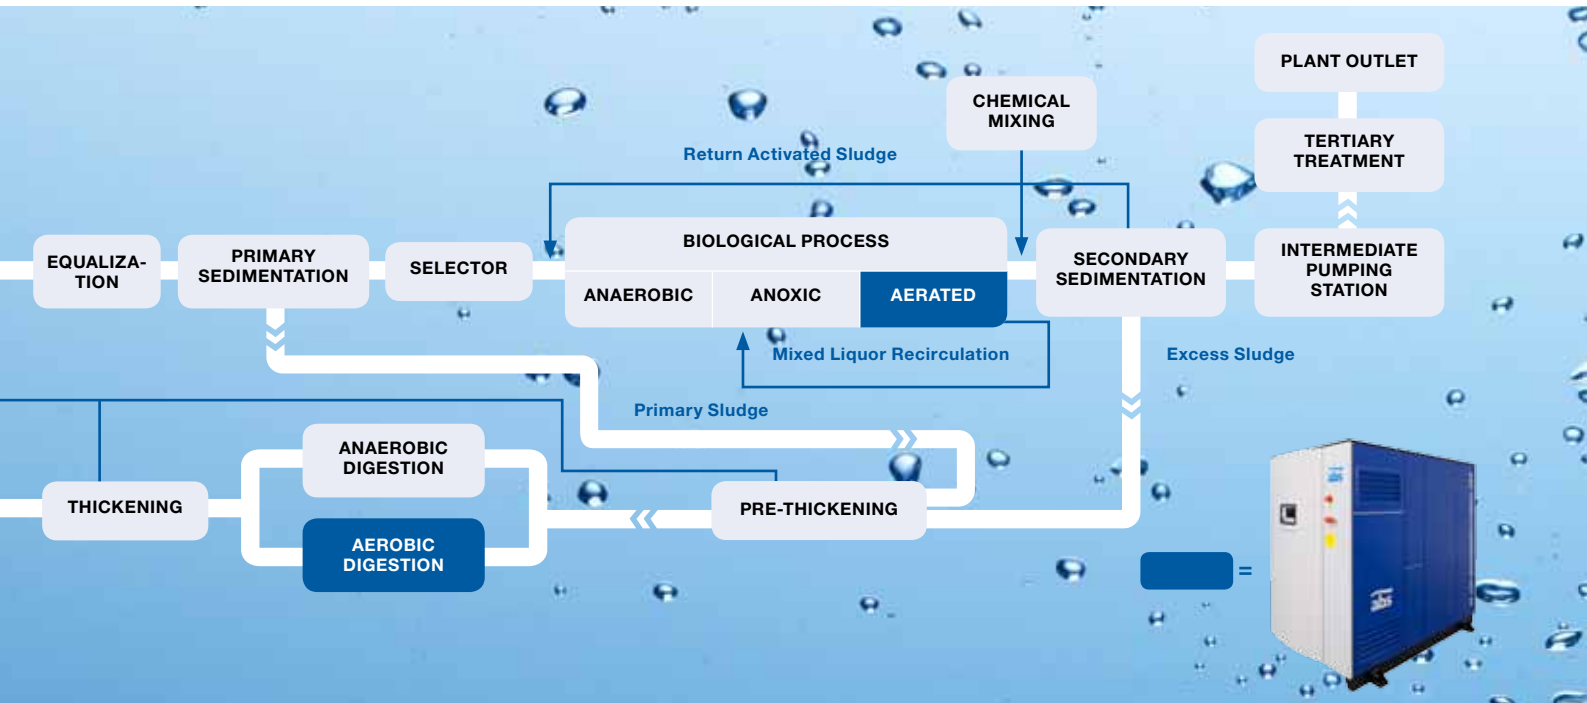 PLANT OUTLET
CHEMICAL
MIXING
TERTIARY
TREATMENT
Return Activated Sludge
EQUALIZA-
TION
PRIMARY
SEDIMENTATION
SELECTOR
BIOLOGICAL PROCESS
ANAEROBIC
ANOXIC
AERATED
SECONDARY
SEDIMENTATION
INTERMEDIATE
PUMPING
STATION
Mixed Liquor Recirculation
Excess Sludge
Primary Sludge
ANAEROBIC
DIGESTION
THICKENING
PRE-THICKENING
AEROBIC
DIGESTION
=
abs